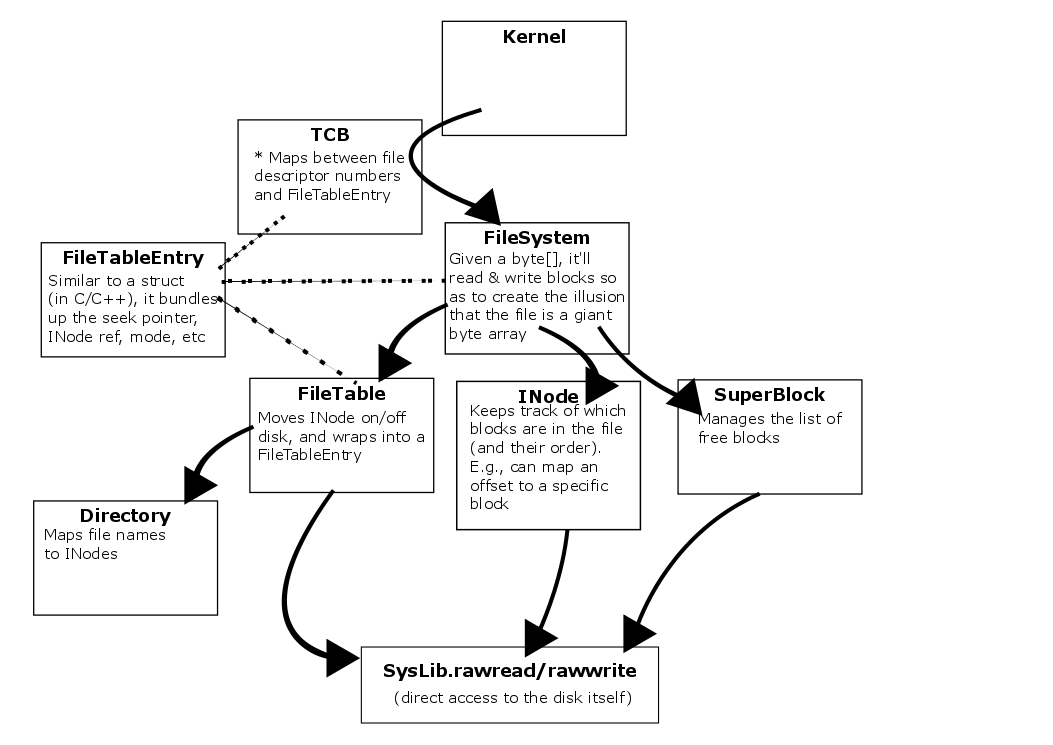 Kernel
TCB
* Maps between file
descriptor numbers
and FileTableEntry
FileSystem
Given a byte[], it'll
read & write blocks so
as to create the illusion
that the file is a giant
byte array
FileTableEntry
Similar to a struct
(in C/C++), it bundles
up the seek pointer,
INode ref, mode, etc
FileTable
Moves INode on/off
disk, and wraps into a
FileTableEntry
INode
Keeps track of which
blocks are in the file
(and their order).
E.g., can map an
offset to a specific
block
SuperBlock
Manages the list of
free blocks
Directory
Maps file names
to INodes
SysLib.rawread/rawwrite
(direct access to the disk itself)